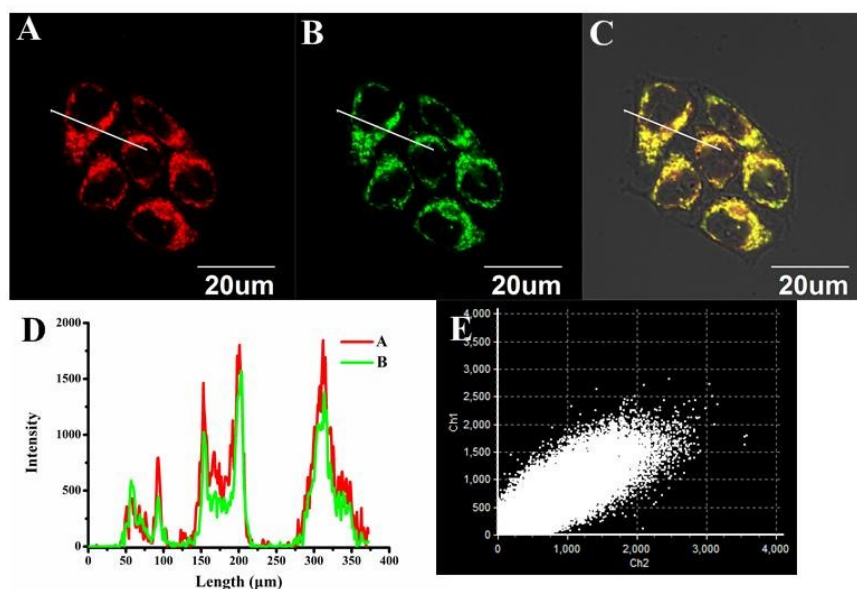 A
B
C
20um
20um
20um
D
2000
1500
1000
500
0
Intensity
A
B
0 50 100 150 200 250 300 350 400
Length (μm)
E
4,000
3,500
3,000
2,500
2,000
1,500
1,000
500
0
Ch1
0 1,000 2,000 3,000 4,000
Ch2